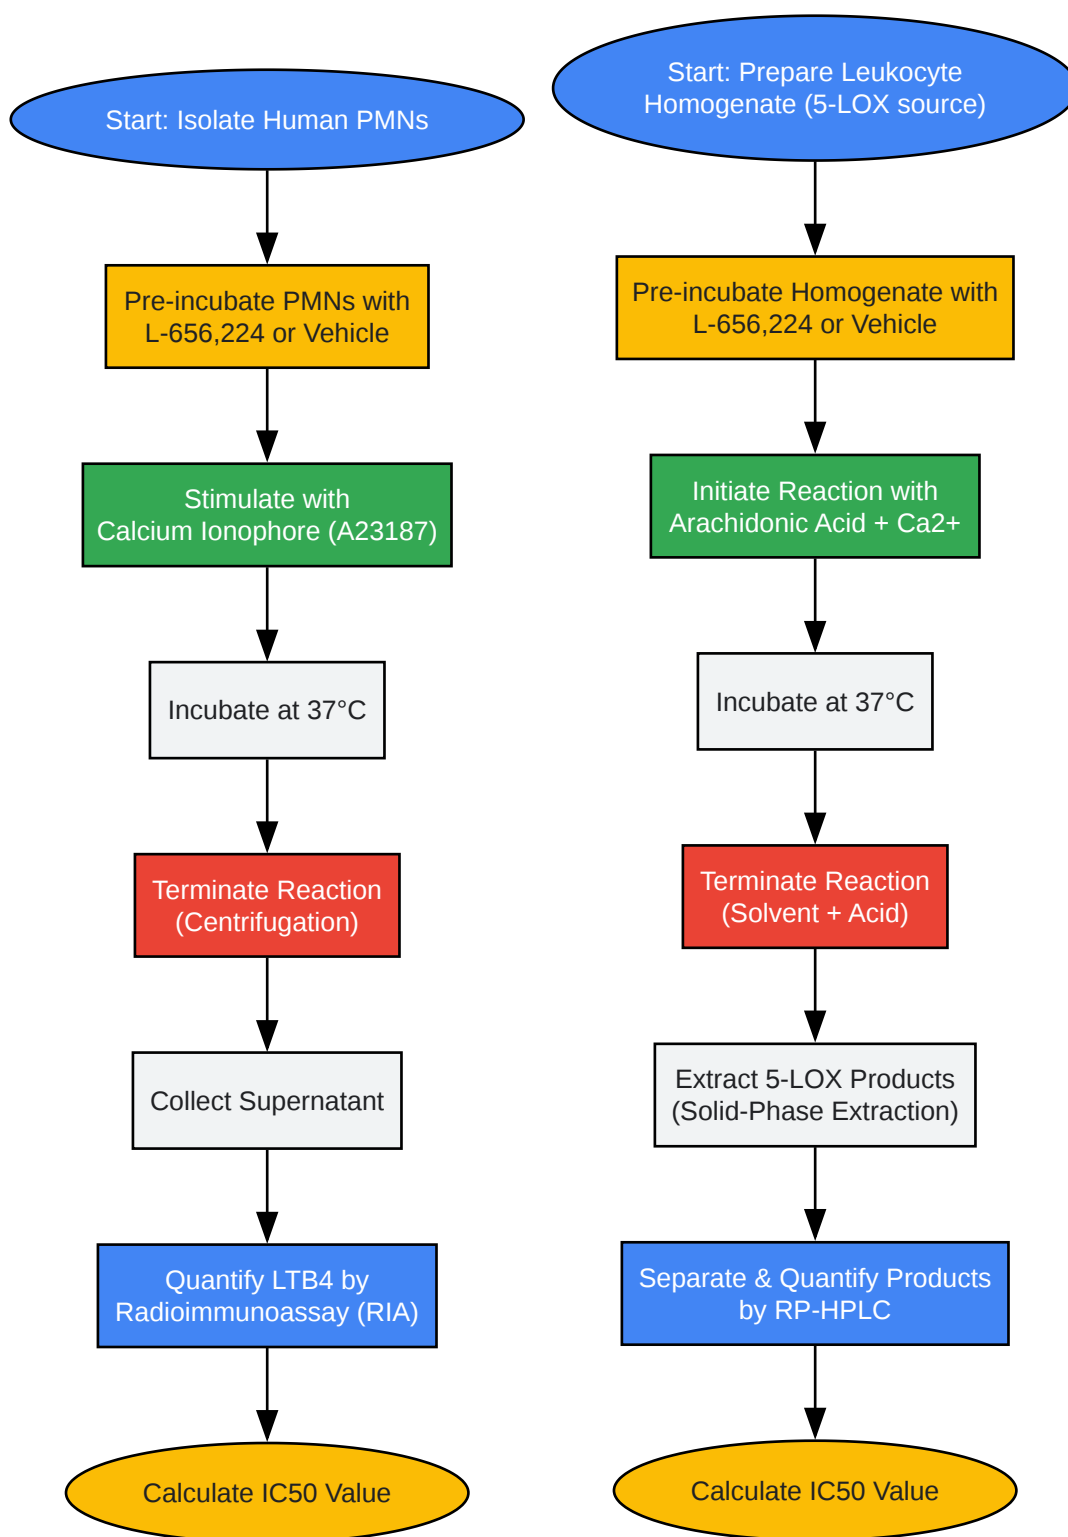 Start: Isolate Human PMNs
Pre-incubate PMNs with
L-656,224 or Vehicle
Stimulate with
Calcium Ionophore (A23187)
Incubate at 37°C
Terminate Reaction
(Centrifugation)
Collect Supernatant
Quantify LTB4 by
Radioimmunoassay (RIA)
Calculate IC50 Value
Start: Prepare Leukocyte
Homogenate (5-LOX source)
Pre-incubate Homogenate with
L-656,224 or Vehicle
Initiate Reaction with
Arachidonic Acid + Ca2+
Incubate at 37°C
Terminate Reaction
(Solvent + Acid)
Extract 5-LOX Products
(Solid-Phase Extraction)
Separate & Quantify Products
by RP-HPLC
Calculate IC50 Value